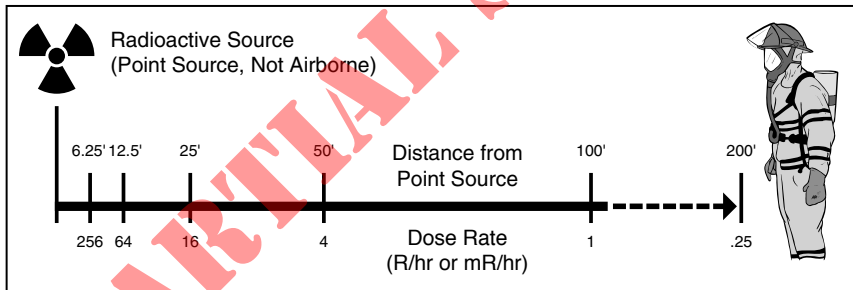 Radioactive Source
(Point Source, Not Airborne)
6.25' 12.5' 25' 50' Distance from 100' 200'
Point Source
256 64 16 4 Dose Rate 1 .25
(R/hr or mR/hr)
ARTIAL